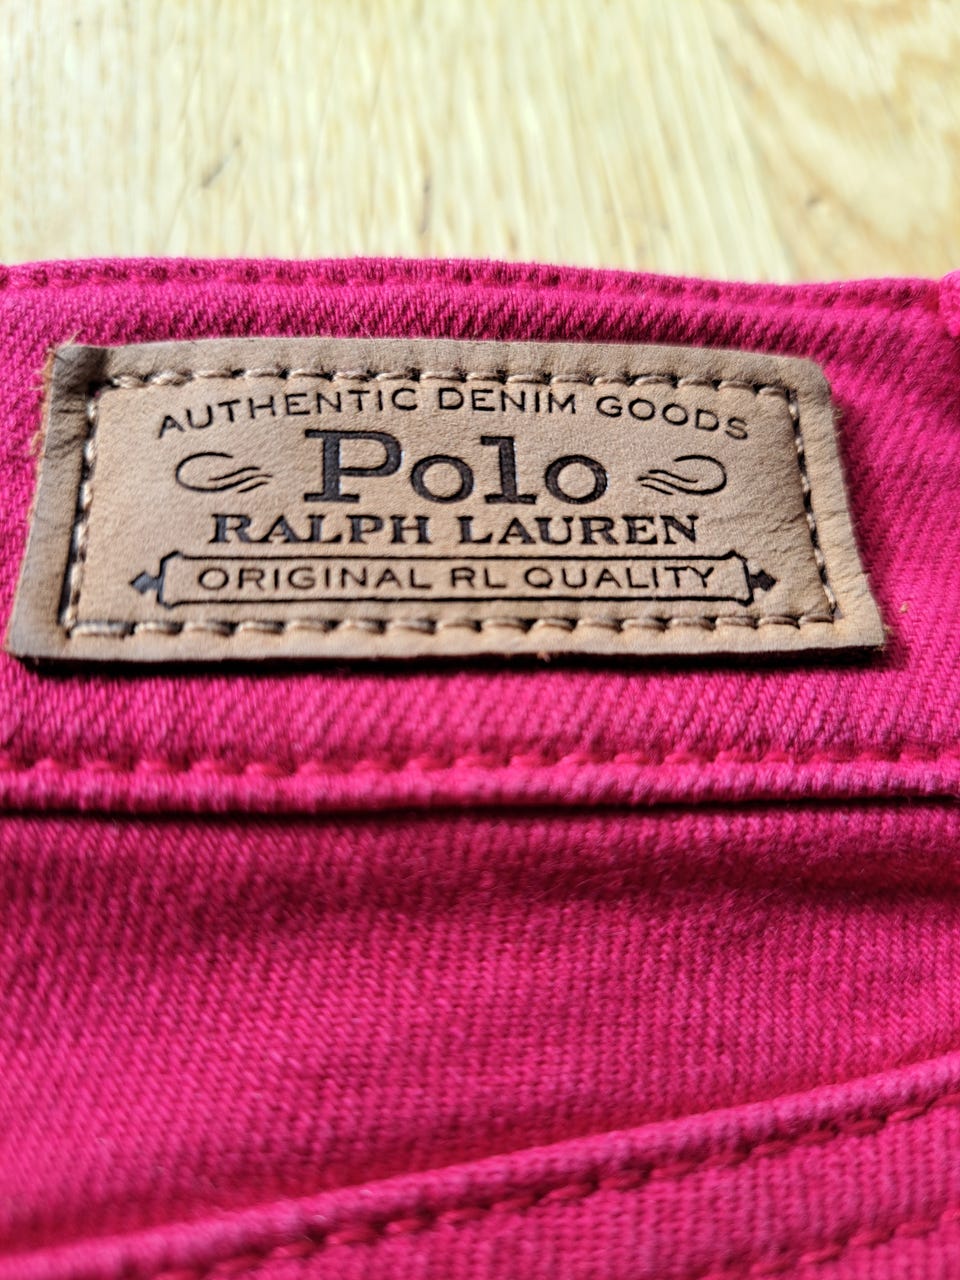 AUTHENTIC DENIM GOODS
Polo
RALPH LAUREN
ORIGINAL RL QUALITY